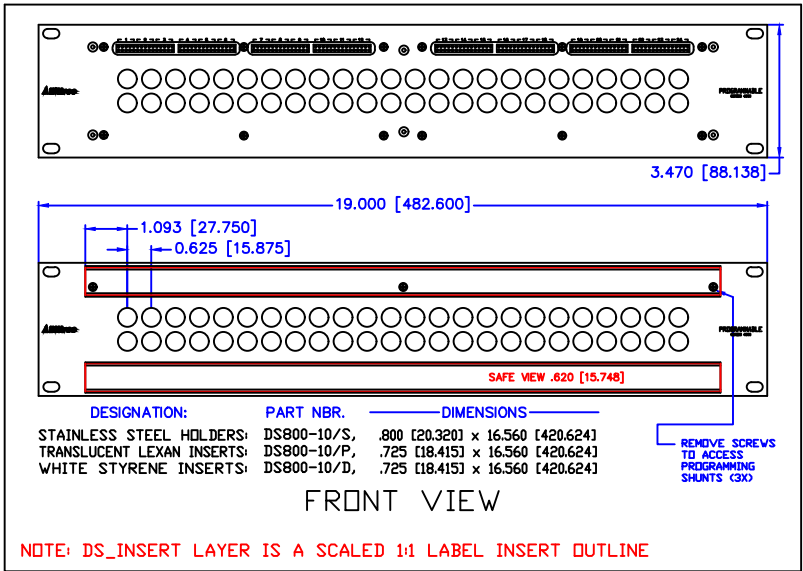 PROGRAMMABLE
3.470 [88.138]
19.000 [482.600]
1.093 [27.750]
0.625 [15.875]
PROGRAMMABLE
SAFE VIEW .620 [15.748]
DESIGNATION: PART NBR. DIMENSIONS
STAINLESS STEEL HOLDERS: DS800-10/S, .800 [20.320] x 16.560 [420.624]
TRANSLUCENT LEXAN INSERTS: DS800-10/P, .725 [18.415] x 16.560 [420.624]
WHITE STYRENE INSERTS: DS800-10/D, .725 [18.415] x 16.560 [420.624]
REMOVE SCREWS
TO ACCESS
PROGRAMMING
SHUNTS (3X)
FRONT VIEW
NOTE: DS_INSERT LAYER IS A SCALED 1:1 LABEL INSERT OUTLINE